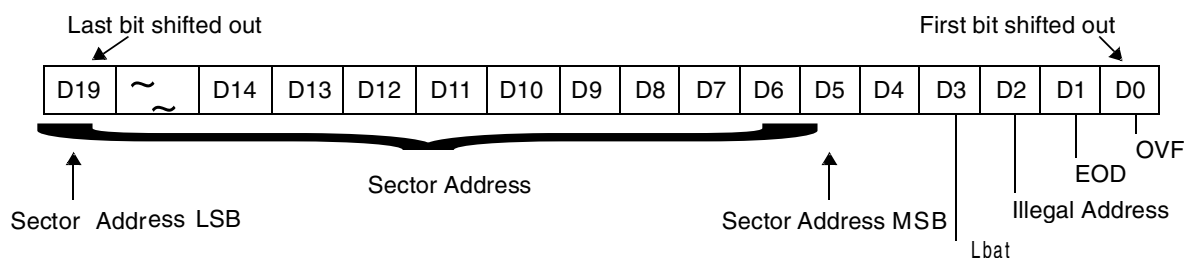 Last bit shifted out First bit shifted out
D19 ~ ~ D14 D13 D12 D11 D10 D9 D8 D7 D6 D5 D4 D3 D2 D1 D0
OVF
EOD
Sector Address
Illegal Address
Sector Address LSB Sector Address MSB
Lbat